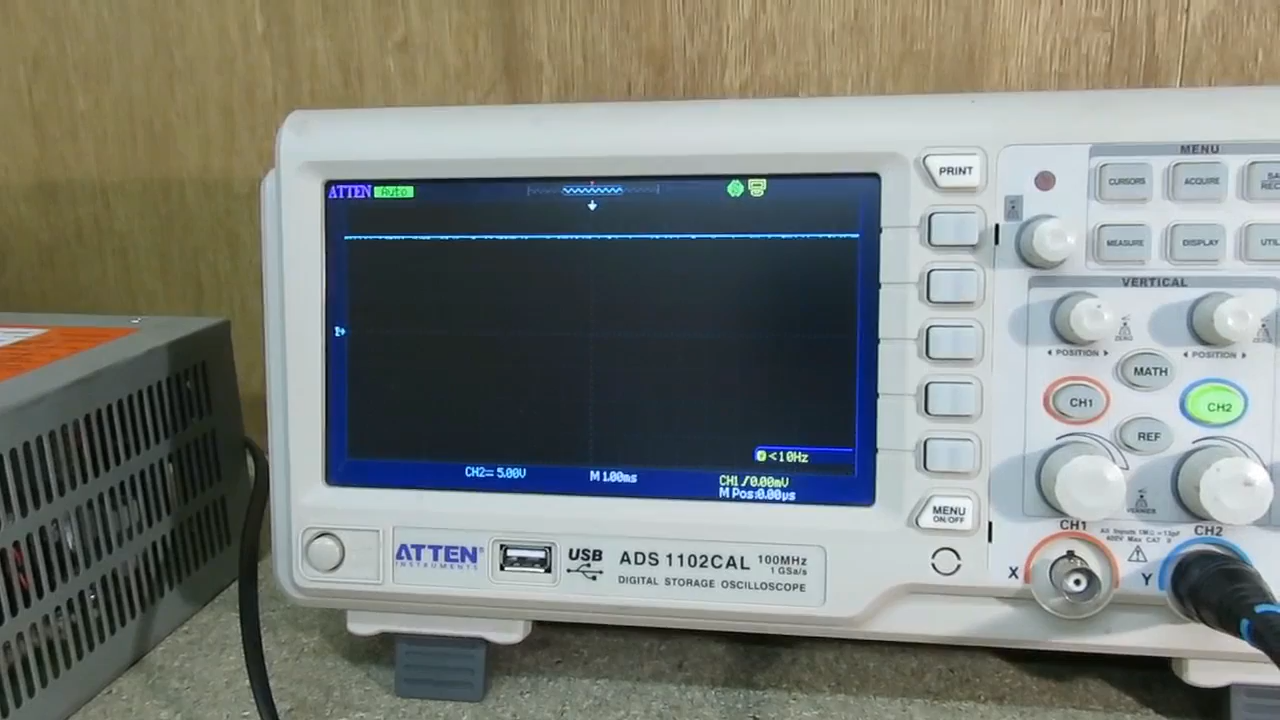 ATTEN Auto
<10Hz
CH2= 5.00V M 1.00ms CH1 / 0.00mV
M Pos:0.00µs
PRINT
MENU
ON/OFF
MENU
CURSORS ACQUIRE
MEASURE DISPLAY
VERTICAL
POSITION POSITION
MATH
CH1 CH2
REF
CH1 CH2
X Y
ATTEN
INSTRUMENTS
USB
ADS 1102CAL 100MHz
1 GSa/s
DIGITAL STORAGE OSCILLOSCOPE